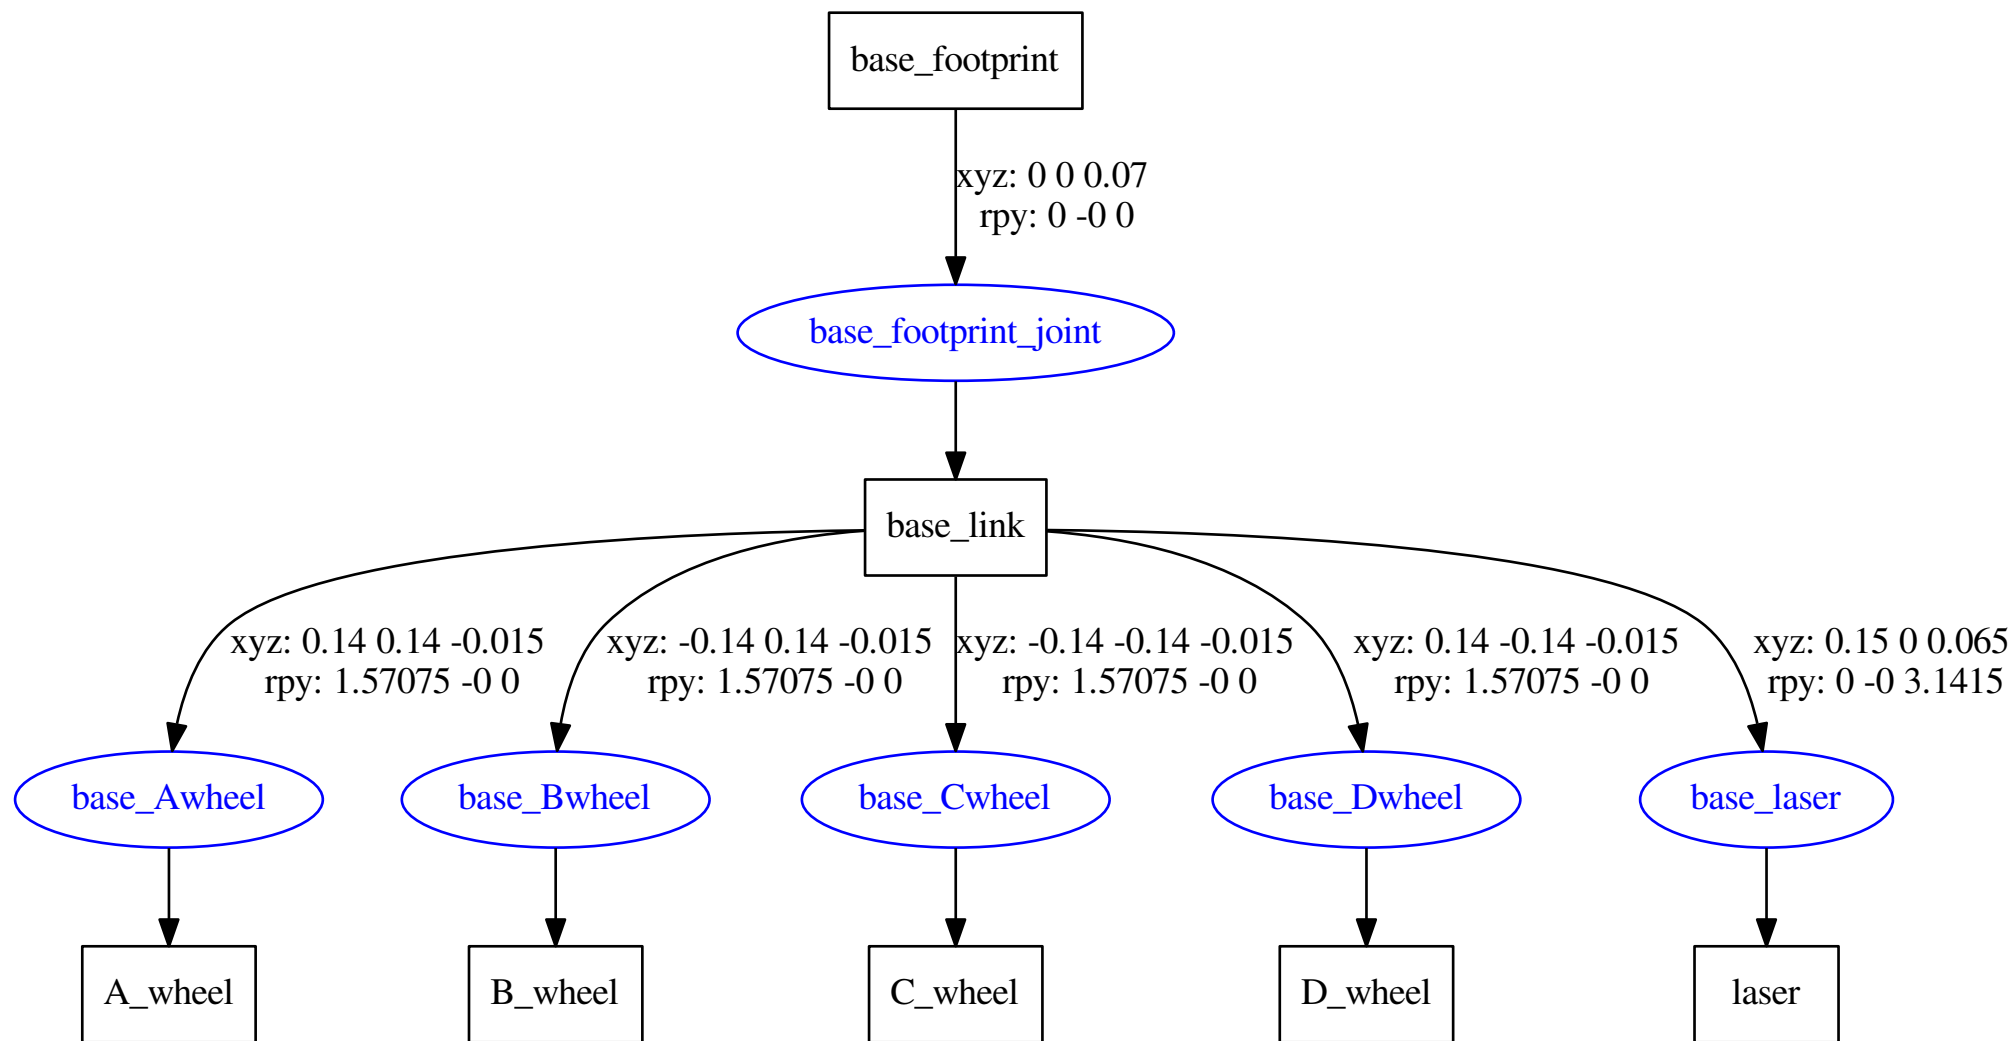 base_footprint
xyz: 0 0 0.07
rpy: 0 -0 0
base_footprint_joint
base_link
xyz: 0.14 0.14 -0.015
rpy: 1.57075 -0 0
xyz: -0.14 0.14 -0.015
rpy: 1.57075 -0 0
xyz: -0.14 -0.14 -0.015
rpy: 1.57075 -0 0
xyz: 0.14 -0.14 -0.015
rpy: 1.57075 -0 0
xyz: 0.15 0 0.065
rpy: 0 -0 3.1415
base_Awheel
base_Bwheel
base_Cwheel
base_Dwheel
base_laser
A_wheel
B_wheel
C_wheel
D_wheel
laser